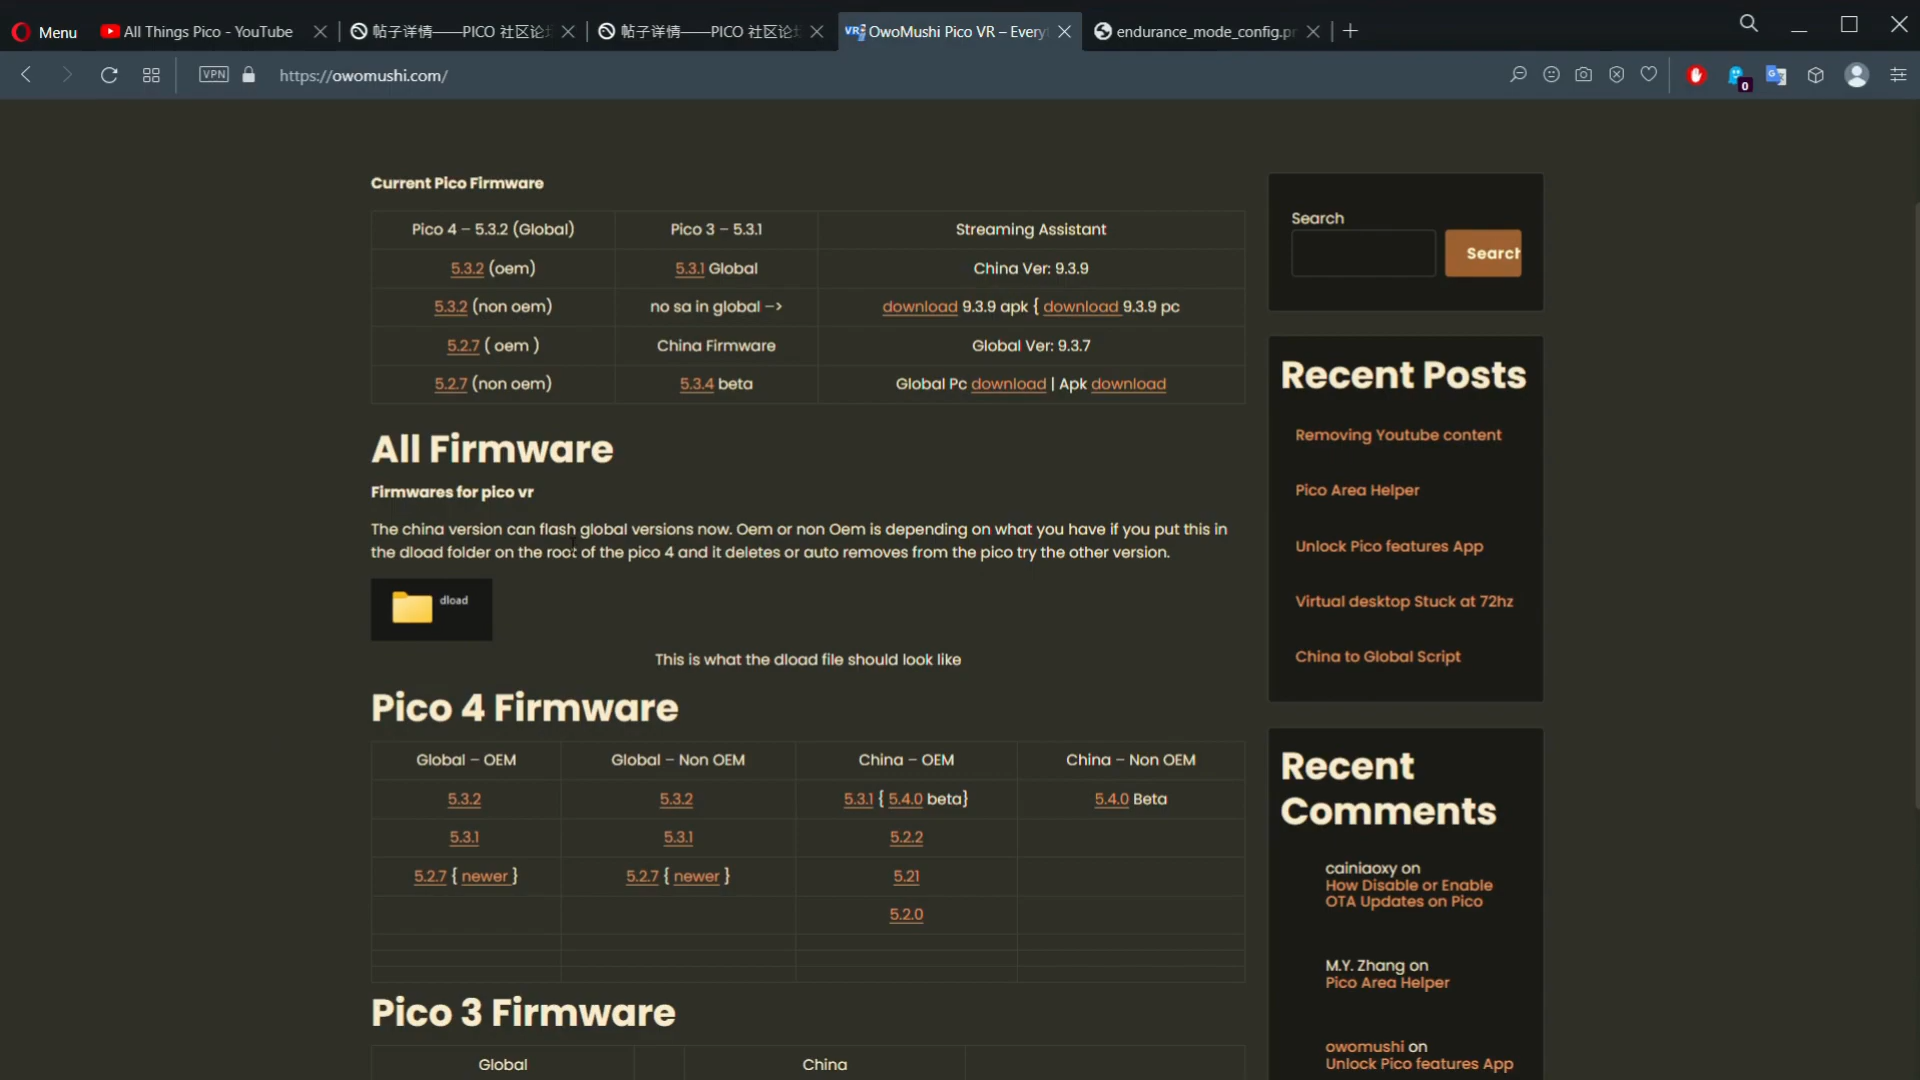 Menu
All Things Pico - YouTube
帖子详情——PICO 社区论坛
帖子详情——PICO 社区论坛
VR
OwoMushi Pico VR – Every
endurance_mode_config.pr
VPN
https://owomushi.com/
0
Current Pico Firmware
Pico 4 – 5.3.2 (Global)
Pico 3 – 5.3.1
Streaming Assistant
5.3.2 (oem)
5.3.1 Global
China Ver: 9.3.9
5.3.2 (non oem)
no sa in global –>
download 9.3.9 apk { download 9.3.9 pc
5.2.7 ( oem )
China Firmware
Global Ver: 9.3.7
5.2.7 (non oem)
5.3.4 beta
Global Pc download | Apk download
All Firmware
Firmwares for pico vr
The china version can flash global versions now. Oem or non Oem is depending on what you have if you put this in
the dload folder on the root of the pico 4 and it deletes or auto removes from the pico try the other version.
dload
This is what the dload file should look like
Pico 4 Firmware
Global – OEM
Global – Non OEM
China – OEM
China – Non OEM
5.3.2
5.3.2
5.3.1 { 5.4.0 beta}
5.4.0 Beta
5.3.1
5.3.1
5.2.2
5.2.7 { newer }
5.2.7 { newer }
5.21
5.2.0
Pico 3 Firmware
Global
China
Search
Search
Recent Posts
Removing Youtube content
Pico Area Helper
Unlock Pico features App
Virtual desktop Stuck at 72hz
China to Global Script
Recent
Comments
cainiaoxy on
How Disable or Enable
OTA Updates on Pico
M.Y. Zhang on
Pico Area Helper
owomushi on
Unlock Pico features App